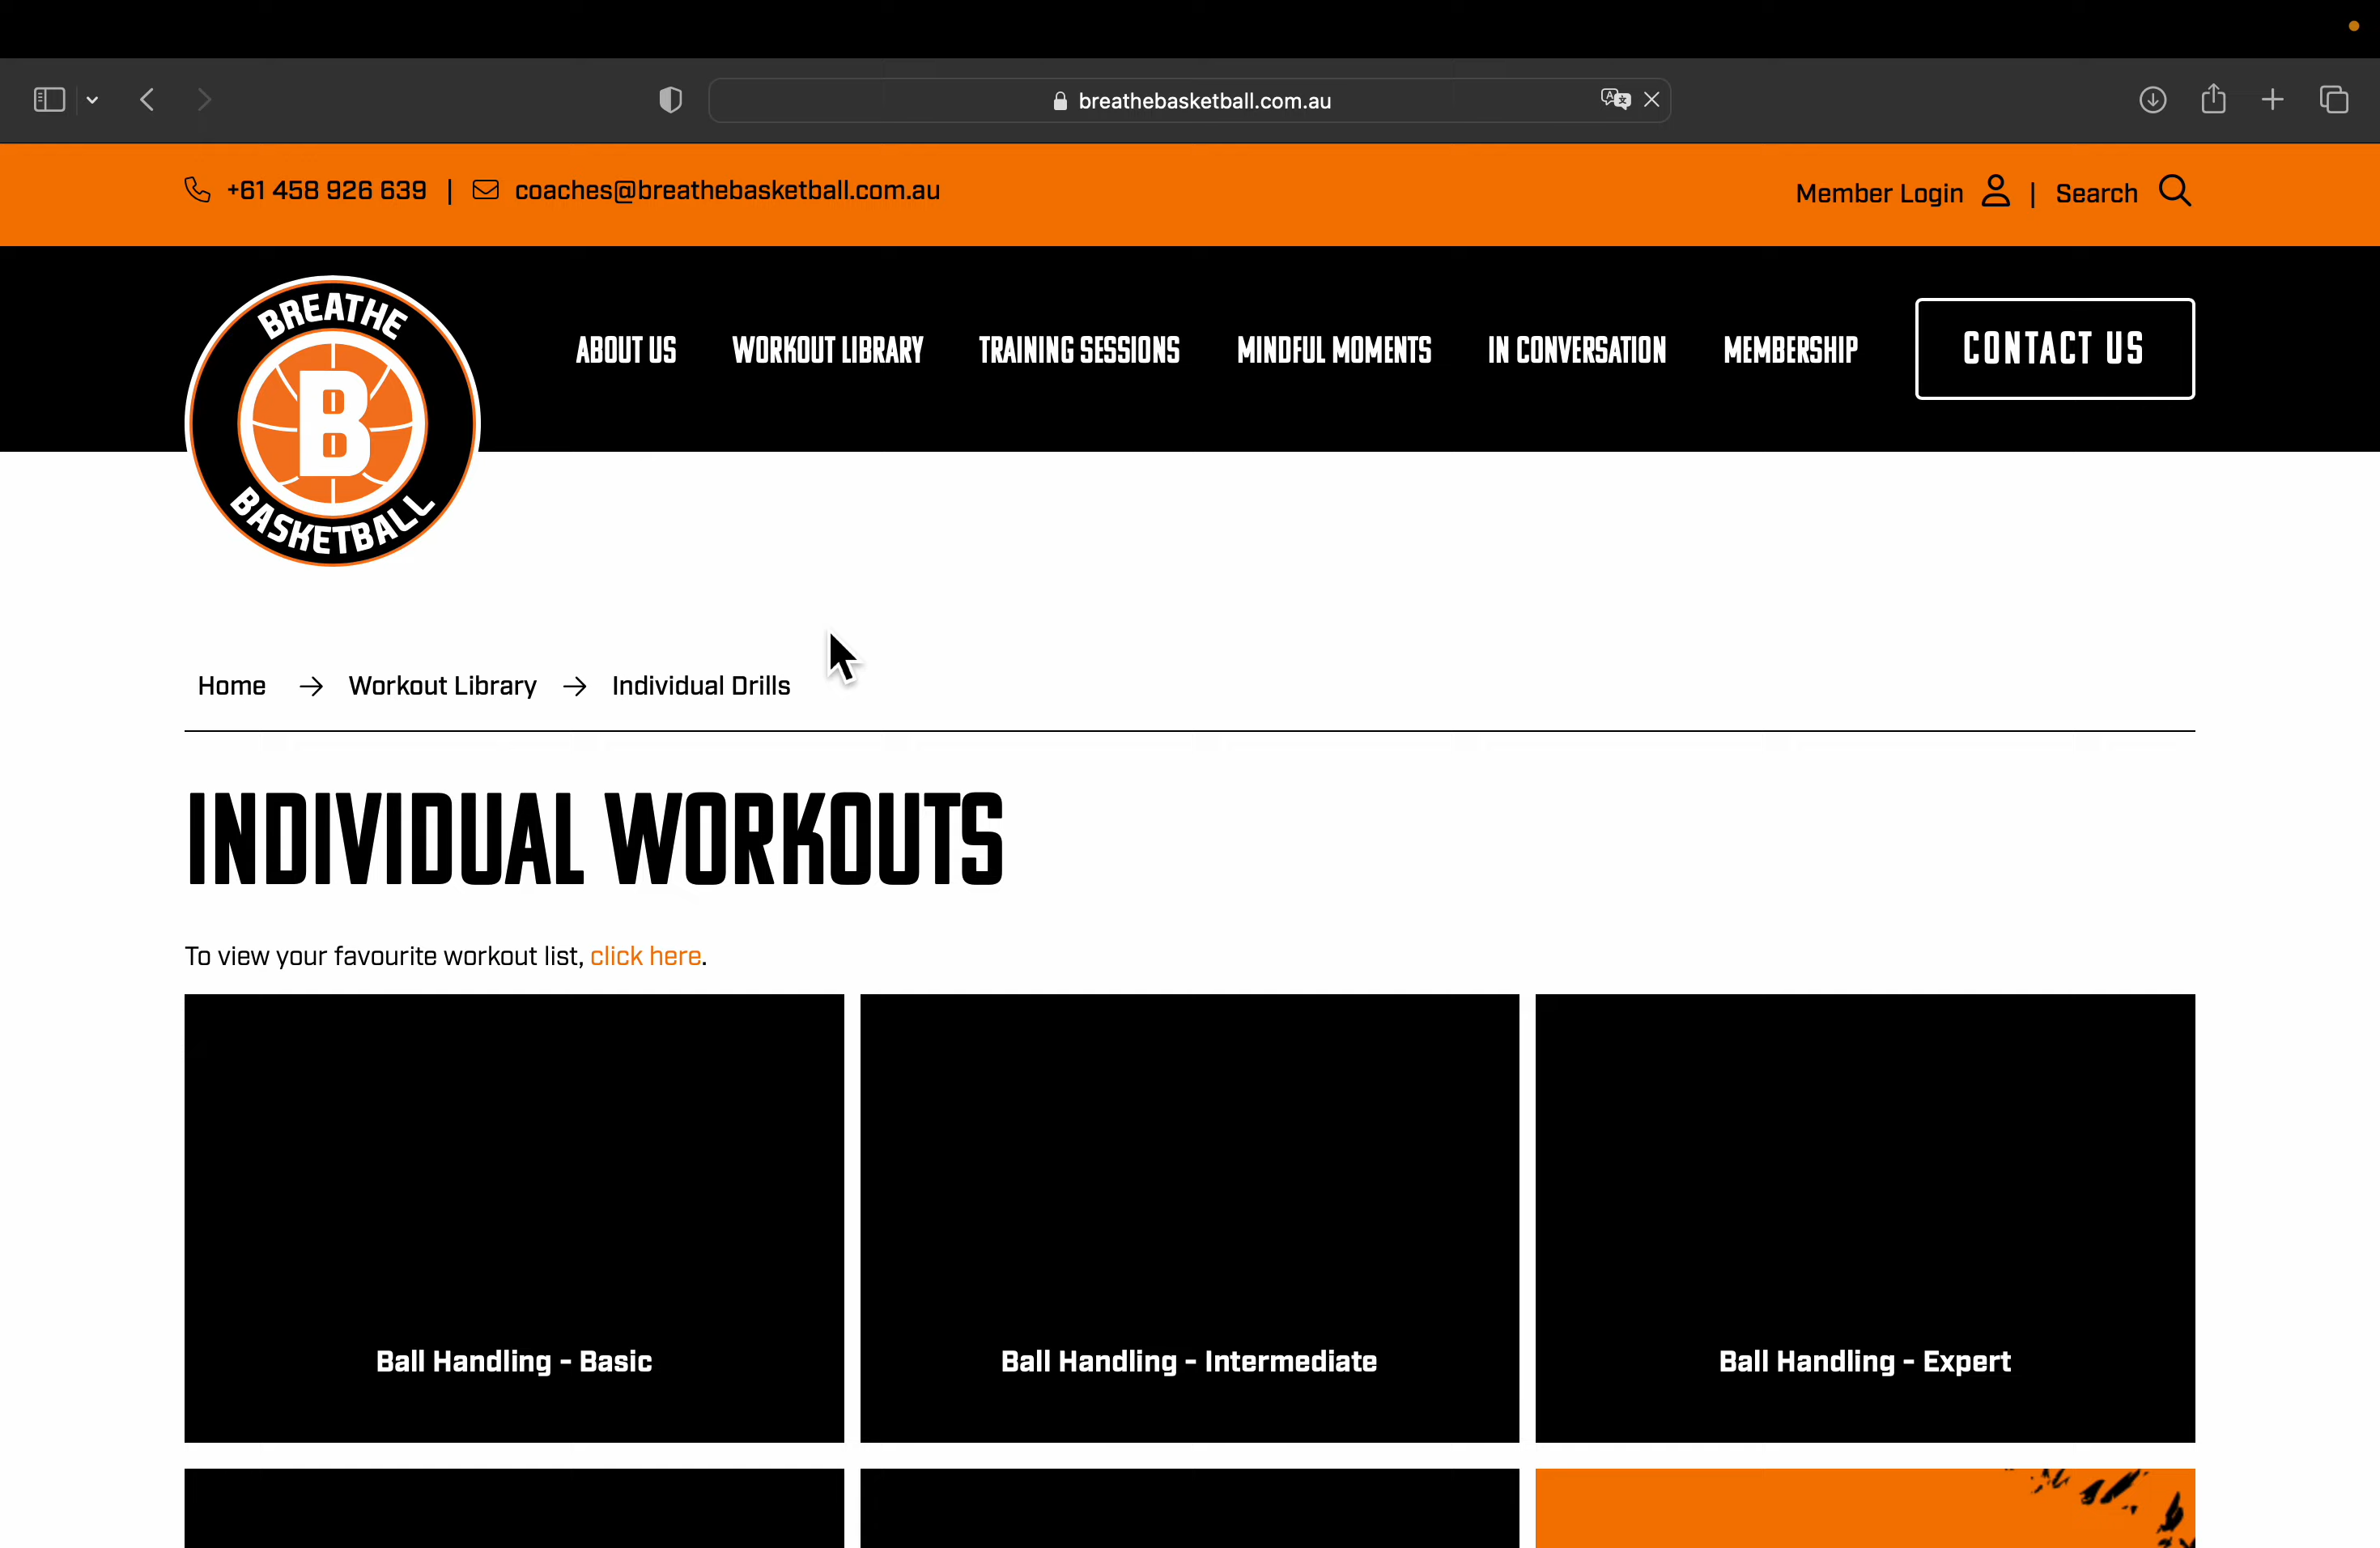 breathebasketball.com.au
+61 458 926 639 | coaches@breathebasketball.com.au
Member Login | Search
BREATHE
B
BASKETBALL
ABOUT US WORKOUT LIBRARY TRAINING SESSIONS MINDFUL MOMENTS IN CONVERSATION MEMBERSHIP CONTACT US
Home → Workout Library → Individual Drills
INDIVIDUAL WORKOUTS
To view your favourite workout list, click here.
Ball Handling - Basic
Ball Handling - Intermediate
Ball Handling - Expert